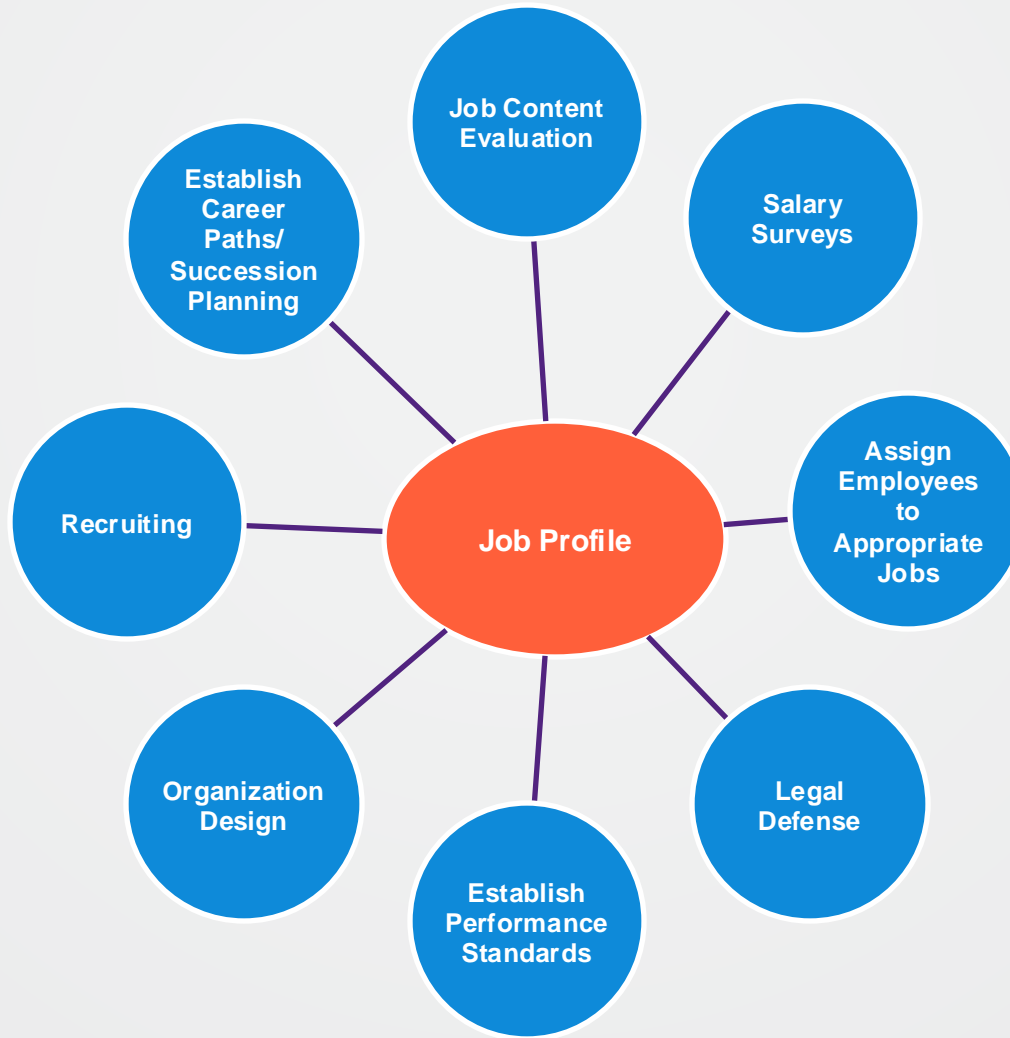 Job Content
Evaluation
Salary
Surveys
Establish
Career
Paths/
Succession
Planning
Assign
Employees
to
Appropriate
Jobs
Recruiting
Job Profile
Organization
Design
Legal
Defense
Establish
Performance
Standards